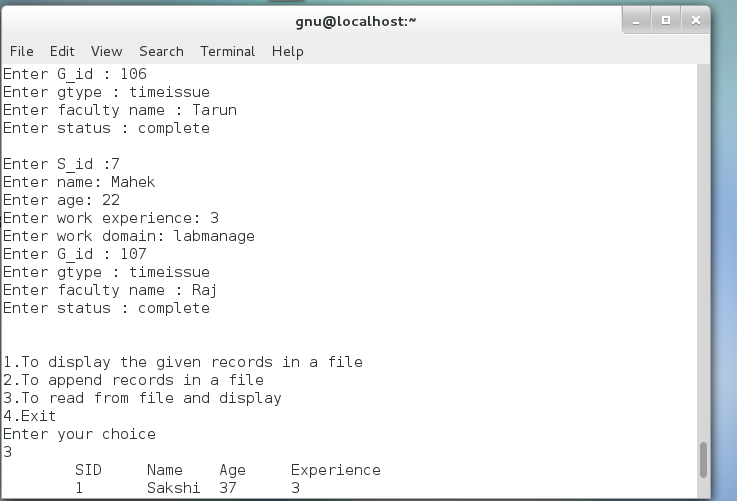 gnu@localhost:~
File Edit View Search Terminal Help
Enter G_id : 106
Enter gtype : timeissue
Enter faculty name : Tarun
Enter status : complete
Enter S_id :7
Enter name: Mahek
Enter age: 22
Enter work experience: 3
Enter work domain: labmanage
Enter G_id : 107
Enter gtype : timeissue
Enter faculty name : Raj
Enter status : complete
1.To display the given records in a file
2.To append records in a file
3.To read from file and display
4.Exit
Enter your choice
3
SID Name Age Experience
1 Sakshi 37 3